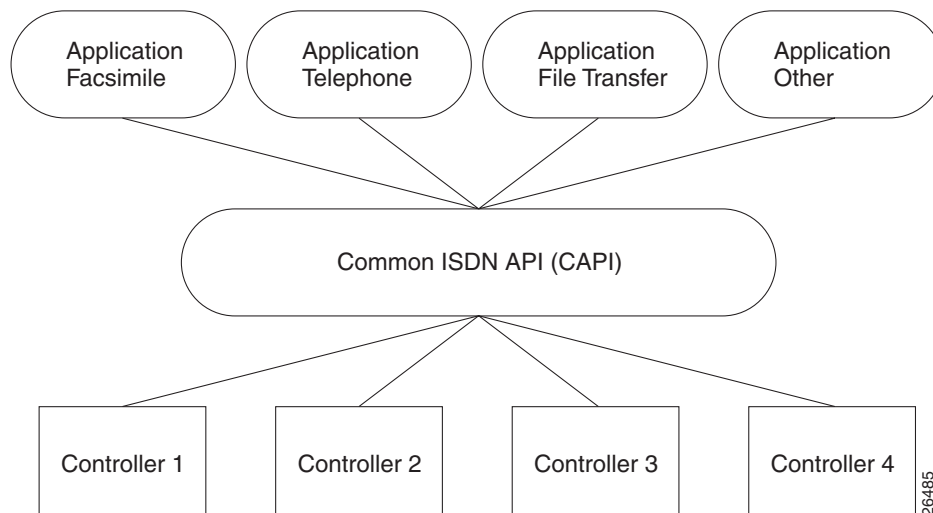 Application
Facsimile
Application
Telephone
Application
File Transfer
Application
Other
Common ISDN API (CAPI)
Controller 1
Controller 2
Controller 3
Controller 4
26485